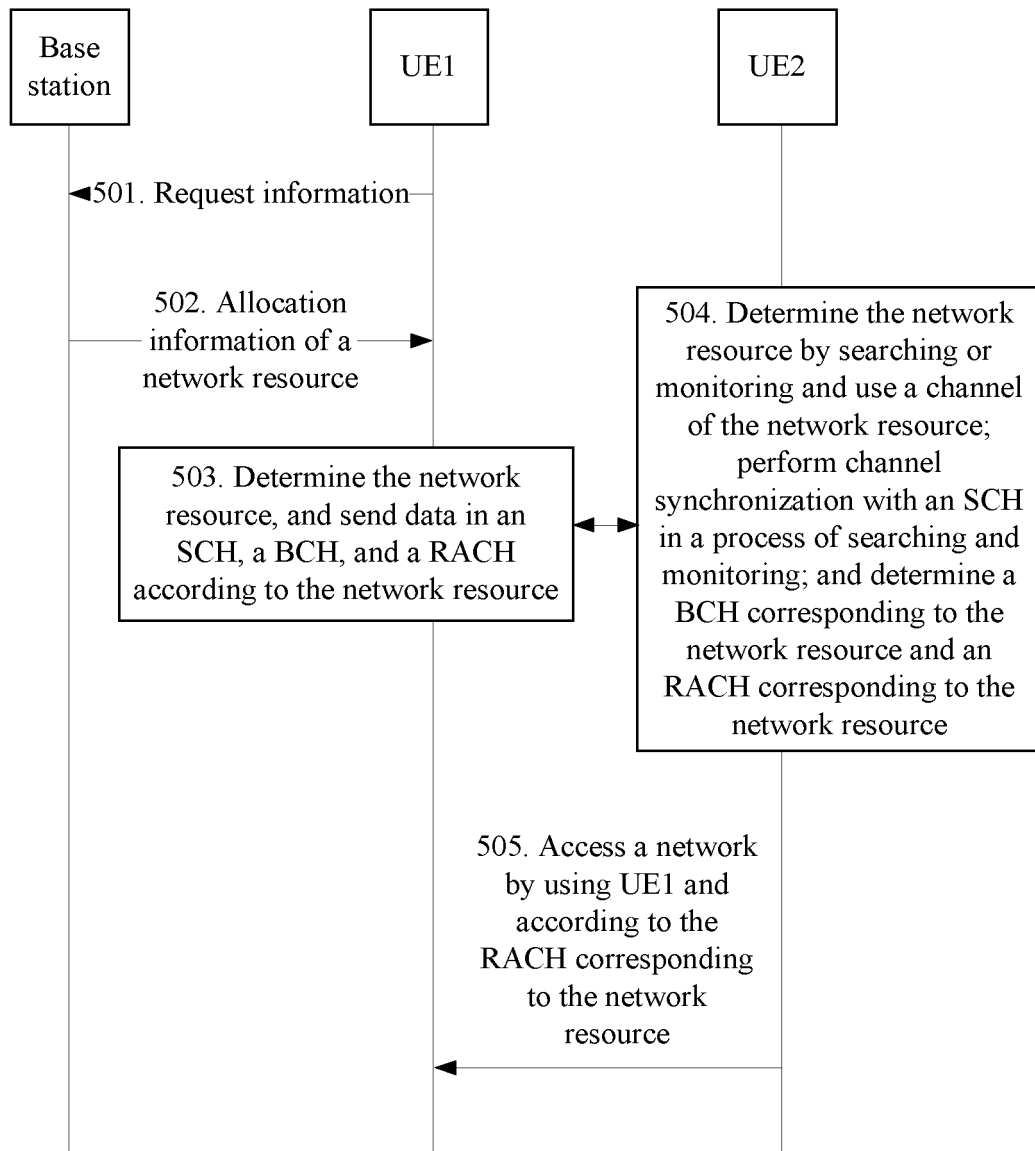 Base
station
UE1
UE2
501. Request information
502. Allocation
information of a
network resource
503. Determine the network
resource, and send data in an
SCH, a BCH, and a RACH
according to the network resource
504. Determine the network
resource by searching or
monitoring and use a channel
of the network resource;
perform channel
synchronization with an SCH
in a process of searching and
monitoring; and determine a
BCH corresponding to the
network resource and an
RACH corresponding to the
network resource
505. Access a network
by using UE1 and
according to the
RACH corresponding
to the network
resource